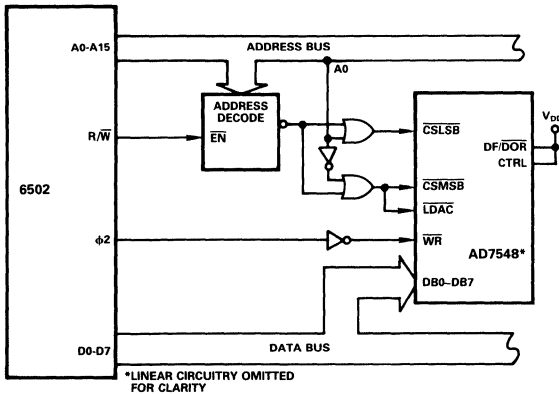 A0-A15
ADDRESS BUS
A0
ADDRESS
DECODE
EN
R/W
CSLSB
VDD
DF/DOR
CTRL
6502
CSMSB
LDAC
ϕ2
WR
AD7548*
DB0–DB7
D0-D7
DATA BUS
*LINEAR CIRCUITRY OMITTED
FOR CLARITY